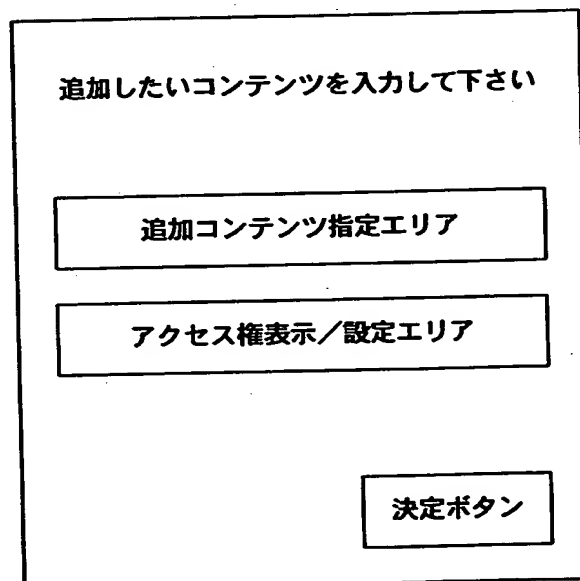 追加したいコンテンツを入力して下さい
追加コンテンツ指定エリア
アクセス権表示／設定エリア
決定ボタン